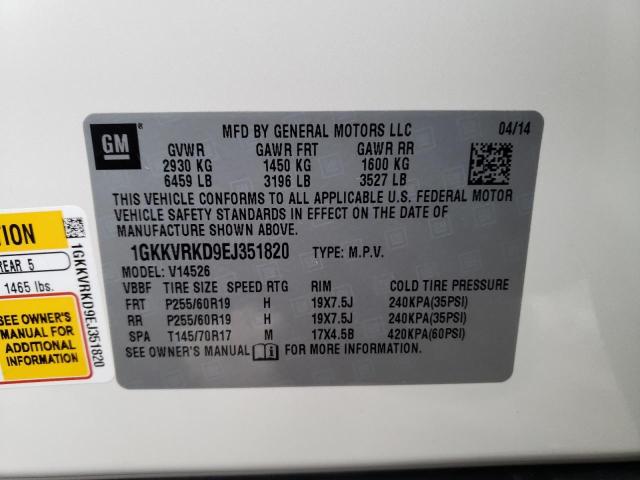 GM ®
MFD BY GENERAL MOTORS LLC 04/14
GVWR GAWR FRT GAWR RR
2930 KG 1450 KG 1600 KG
6459 LB 3196 LB 3527 LB
THIS VEHICLE CONFORMS TO ALL APPLICABLE U.S. FEDERAL MOTOR
VEHICLE SAFETY STANDARDS IN EFFECT ON THE DATE OF
MANUFACTURE SHOWN ABOVE.
1GKKVRKD9EJ351820 TYPE: M.P.V.
MODEL: V14526
VBBF TIRE SIZE SPEED RTG RIM COLD TIRE PRESSURE
FRT P255/60R19 H 19X7.5J 240KPA(35PSI)
RR P255/60R19 H 19X7.5J 240KPA(35PSI)
SPA T145/70R17 M 17X4.5B 420KPA(60PSI)
SEE OWNER'S MANUAL FOR MORE INFORMATION.
TION
REAR 5
1465 lbs.
SEE OWNER'S
MANUAL FOR
ADDITIONAL
INFORMATION
1GKKVRKD9EJ351820